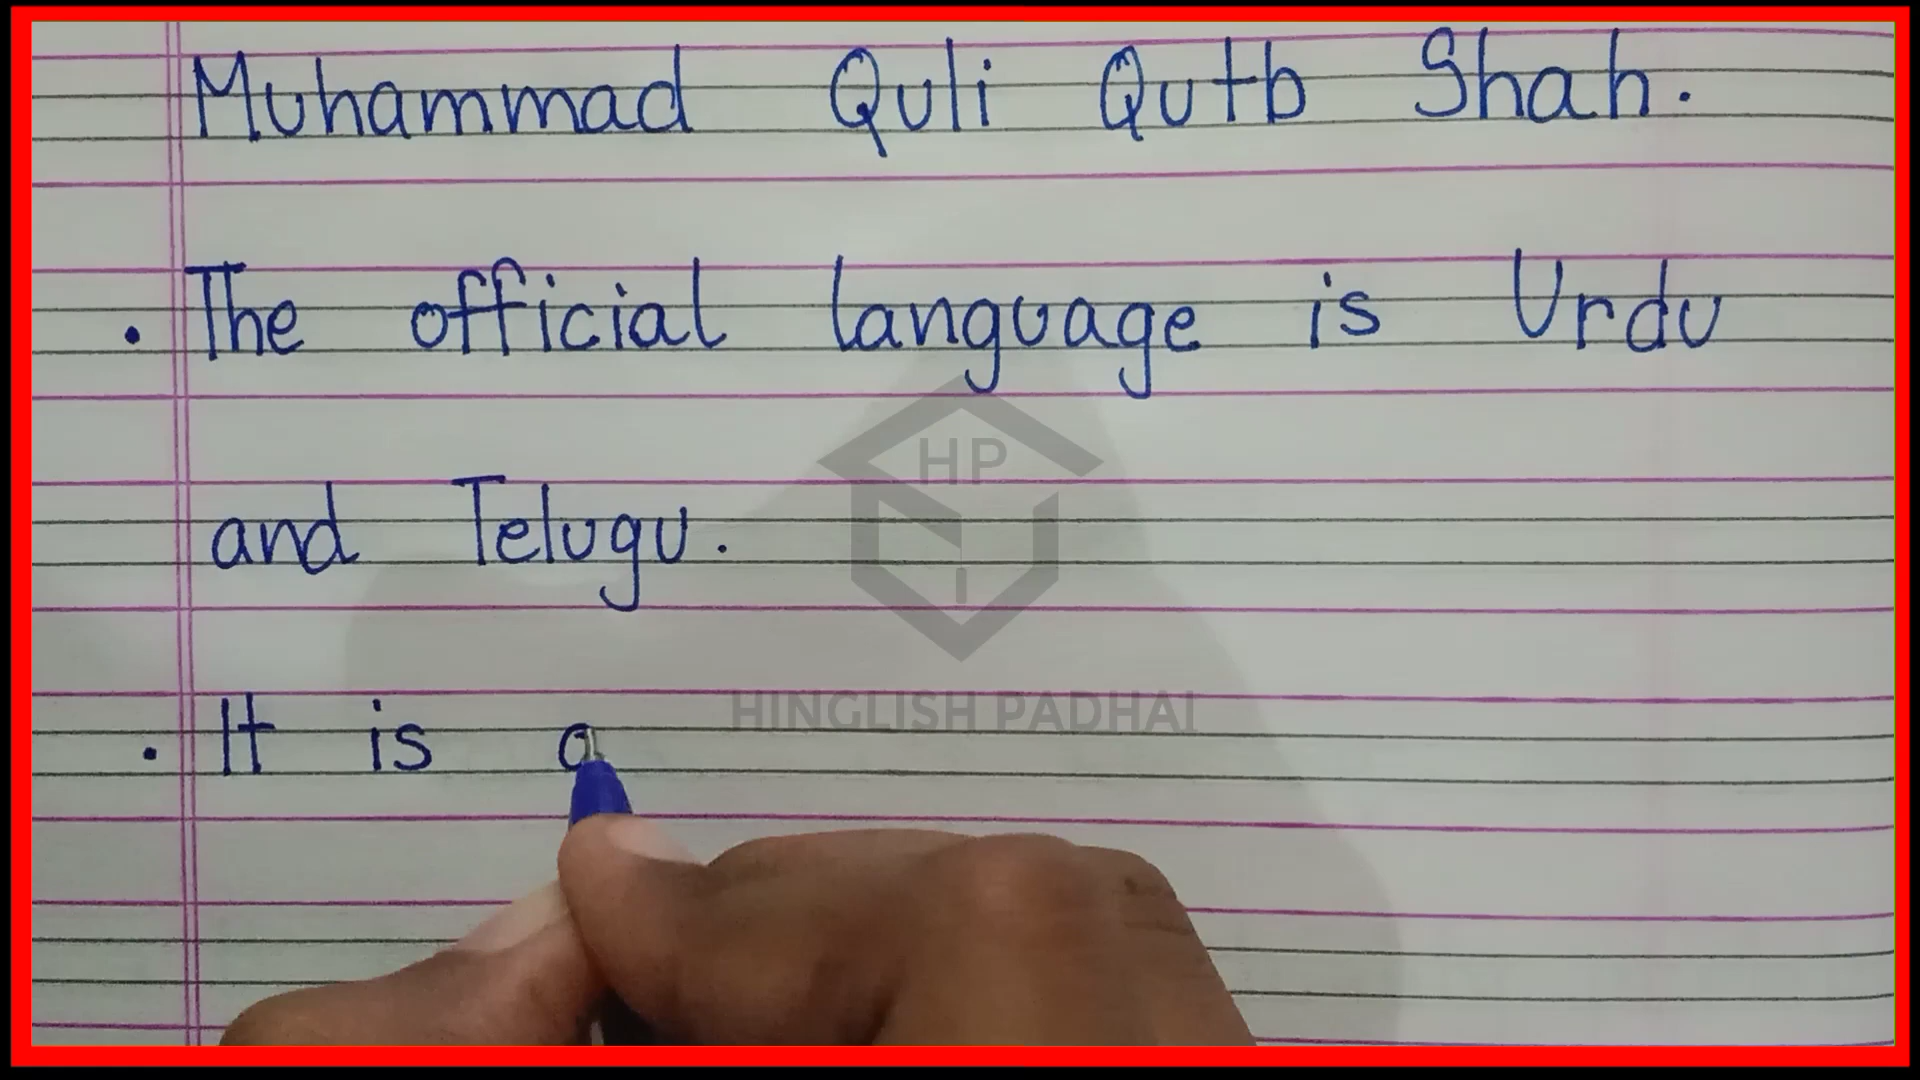 Muhammad Quli Qutb Shah.
• The official language is Urdu
and Telugu.
HP
• It is a
HINGLISH PADHAI